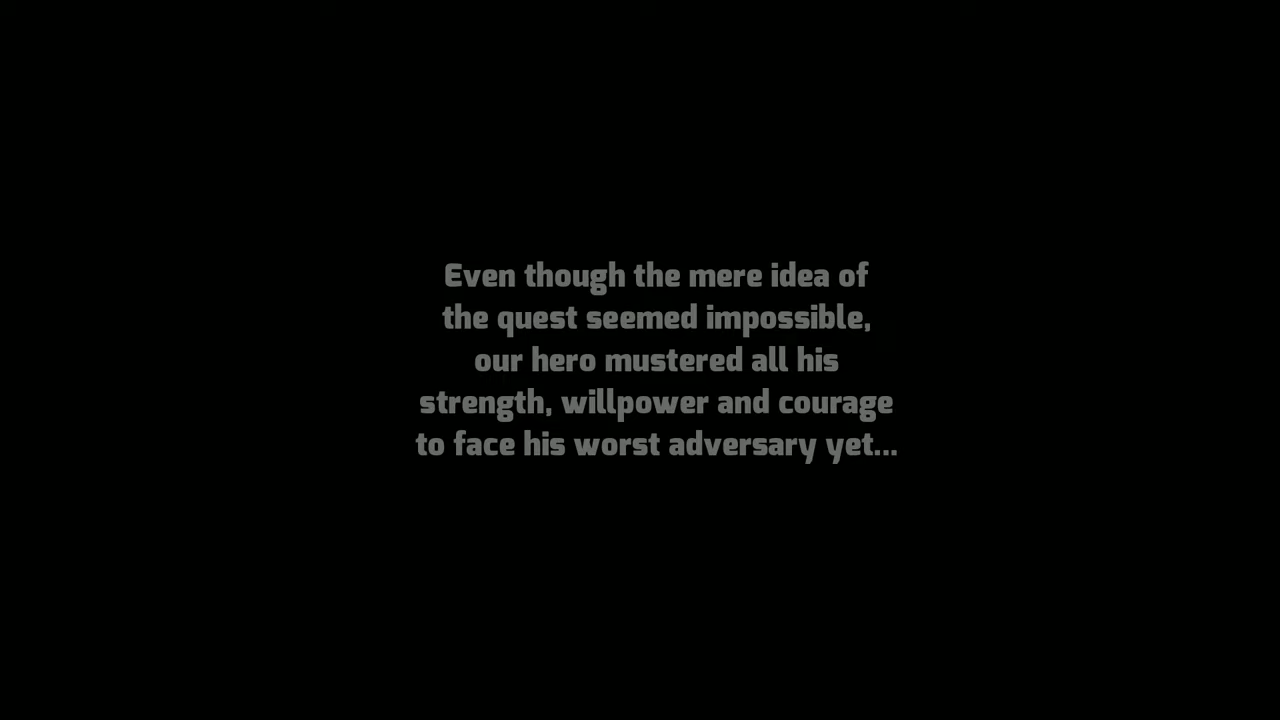 Even though the mere idea of
the quest seemed impossible,
our hero mustered all his
strength, willpower and courage
to face his worst adversary yet...